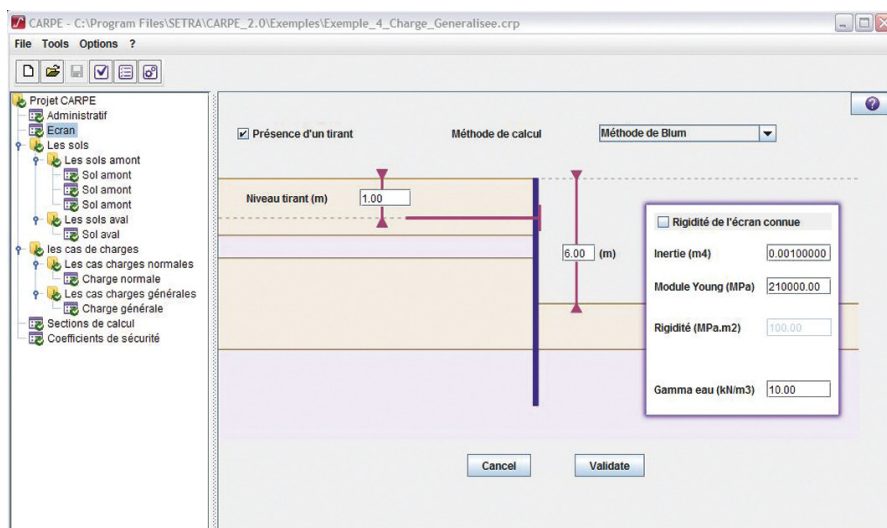 CARPE - C:\Program Files\SETRA\CARPE_2.0\Exemples\Exemple_4_Charge_Generalisee.crp
File Tools Options ?
Projet CARPE
Administratif
Ecran
Les sols
Les sols amont
Sol amont
Sol amont
Sol amont
Les sols aval
Sol aval
les cas de charges
Les cas charges normales
Charge normale
Les cas charges générales
Charge générale
Sections de calcul
Coefficients de sécurité
?
Présence d'un tirant Méthode de calcul Méthode de Blum
Niveau tirant (m) 1.00
6.00 (m)
Rigidité de l'écran connue
Inertie (m4) 0.00100000
Module Young (MPa) 210000.00
Rigidité (MPa.m2) 100.00
Gamma eau (kN/m3) 10.00
Cancel Validate